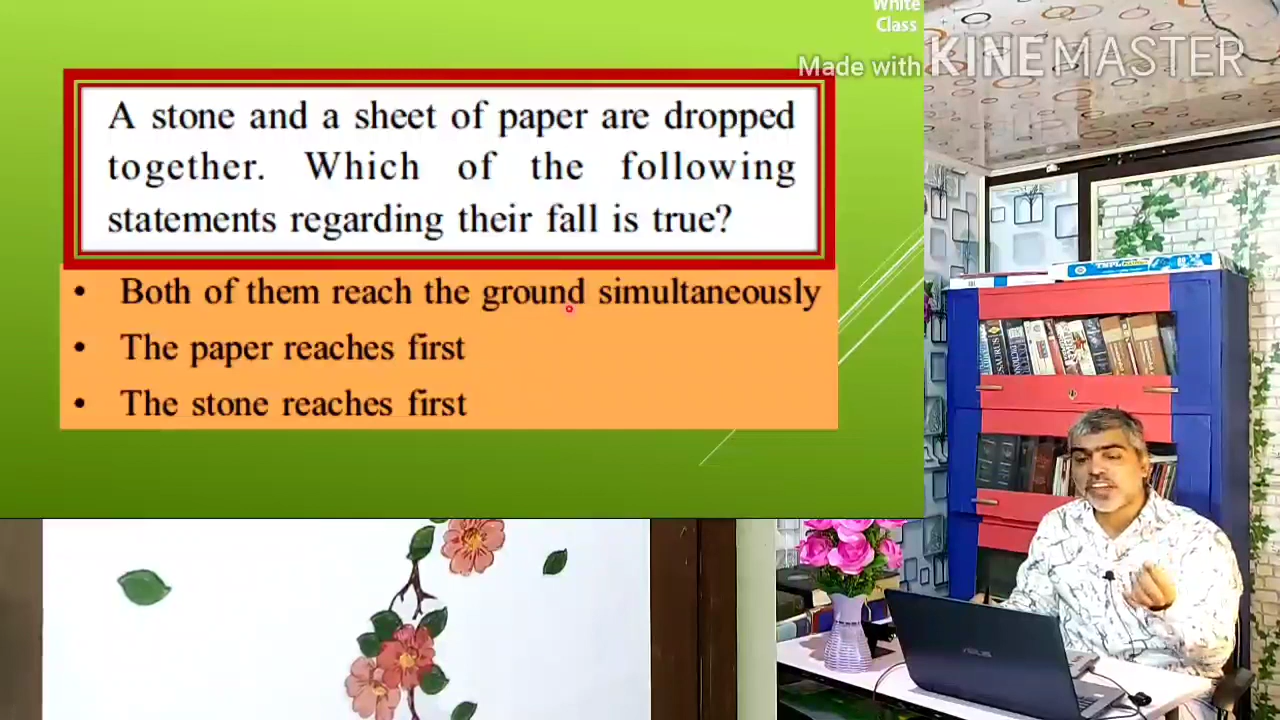 White
Class
Made with KINEMASTER
A stone and a sheet of paper are dropped
together. Which of the following
statements regarding their fall is true?
• Both of them reach the ground simultaneously
• The paper reaches first
• The stone reaches first
ASUS